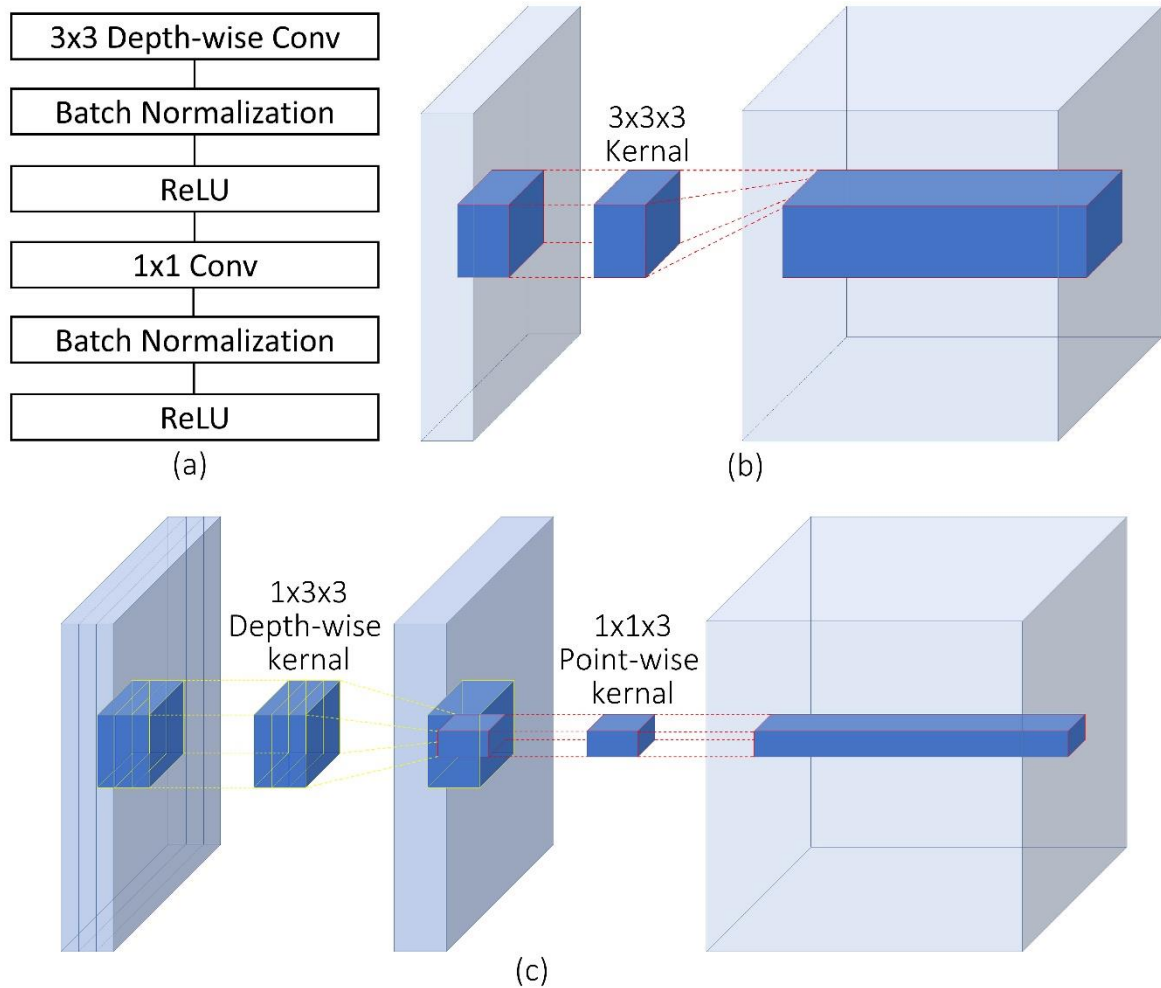 3x3 Depth-wise Conv
Batch Normalization
ReLU
1x1 Conv
Batch Normalization
ReLU
(a)
3x3x3
Kernal
(b)
1x3x3
Depth-wise
kernal
1x1x3
Point-wise
kernal
(c)